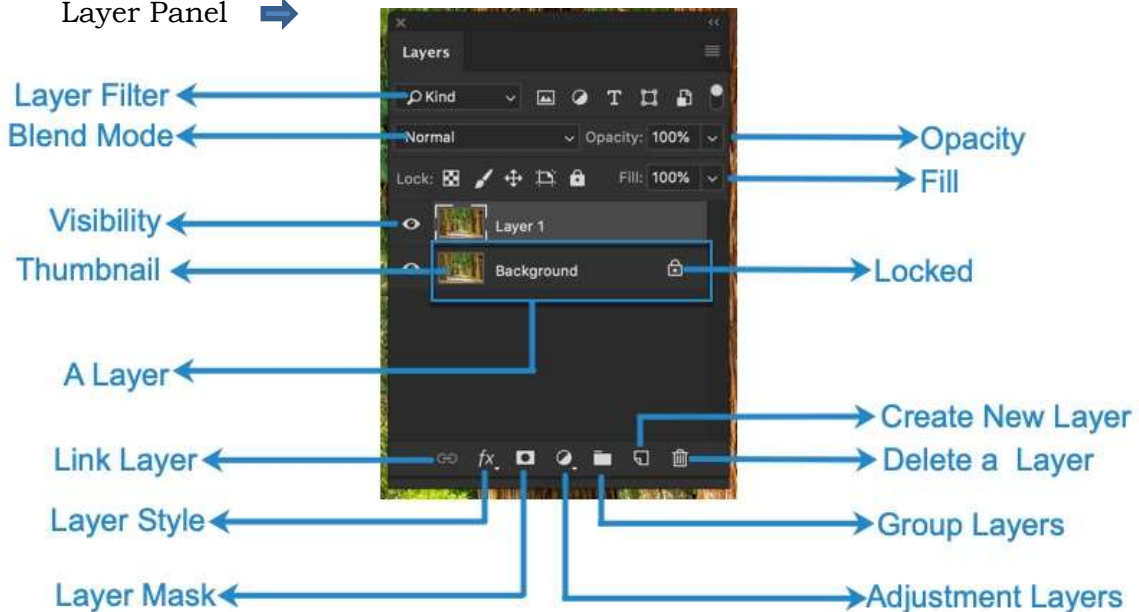 Layer Panel
Layers
Layer Filter
Kind
T
Blend Mode
Normal
Opacity: 100%
Opacity
Lock:
Fill: 100%
Fill
Visibility
Layer 1
Thumbnail
Background
Locked
A Layer
Create New Layer
Link Layer
fx
Delete a Layer
Layer Style
Group Layers
Layer Mask
Adjustment Layers